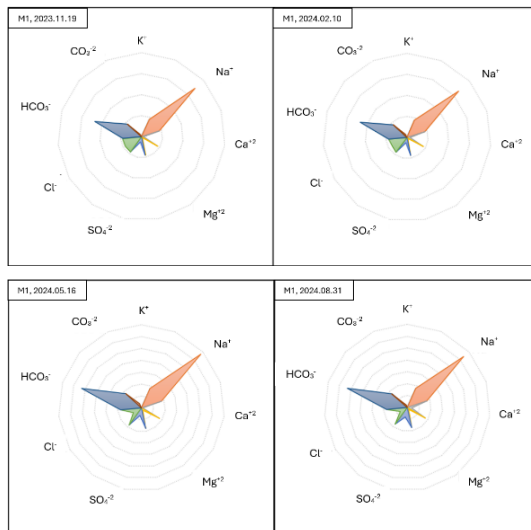 M1, 2023.11.19
K⁺
Na⁺
Ca⁺²
Mg⁺²
SO₄⁻²
Cl⁻
HCO₃⁻
CO₃⁻²
M1, 2024.02.10
K⁺
Na⁺
Ca⁺²
Mg⁺²
SO₄⁻²
Cl⁻
HCO₃⁻
CO₃⁻²
M1, 2024.05.16
K⁺
Na⁺
Ca⁺²
Mg⁺²
SO₄⁻²
Cl⁻
HCO₃⁻
CO₃⁻²
M1, 2024.08.31
K⁺
Na⁺
Ca⁺²
Mg⁺²
SO₄⁻²
Cl⁻
HCO₃⁻
CO₃⁻²